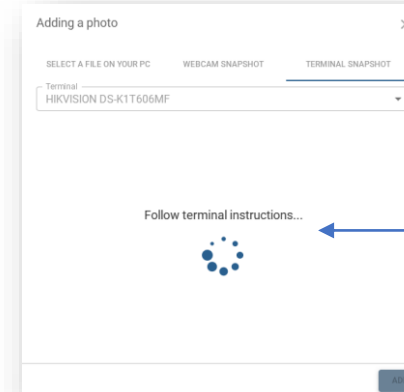 Adding a photo
SELECT A FILE ON YOUR PC WEBCAM SNAPSHOT TERMINAL SNAPSHOT
Terminal
HIKVISION DS-K1T606MF
Follow terminal instructions...